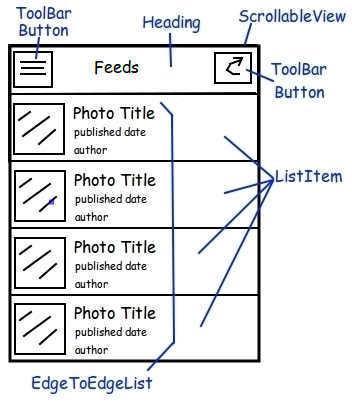 ToolBar
Button
Heading
ScrollableView
Feeds
ToolBar
Button
Photo Title
published date
author
Photo Title
published date
author
ListItem
Photo Title
published date
author
Photo Title
published date
author
EdgeToEdgeList